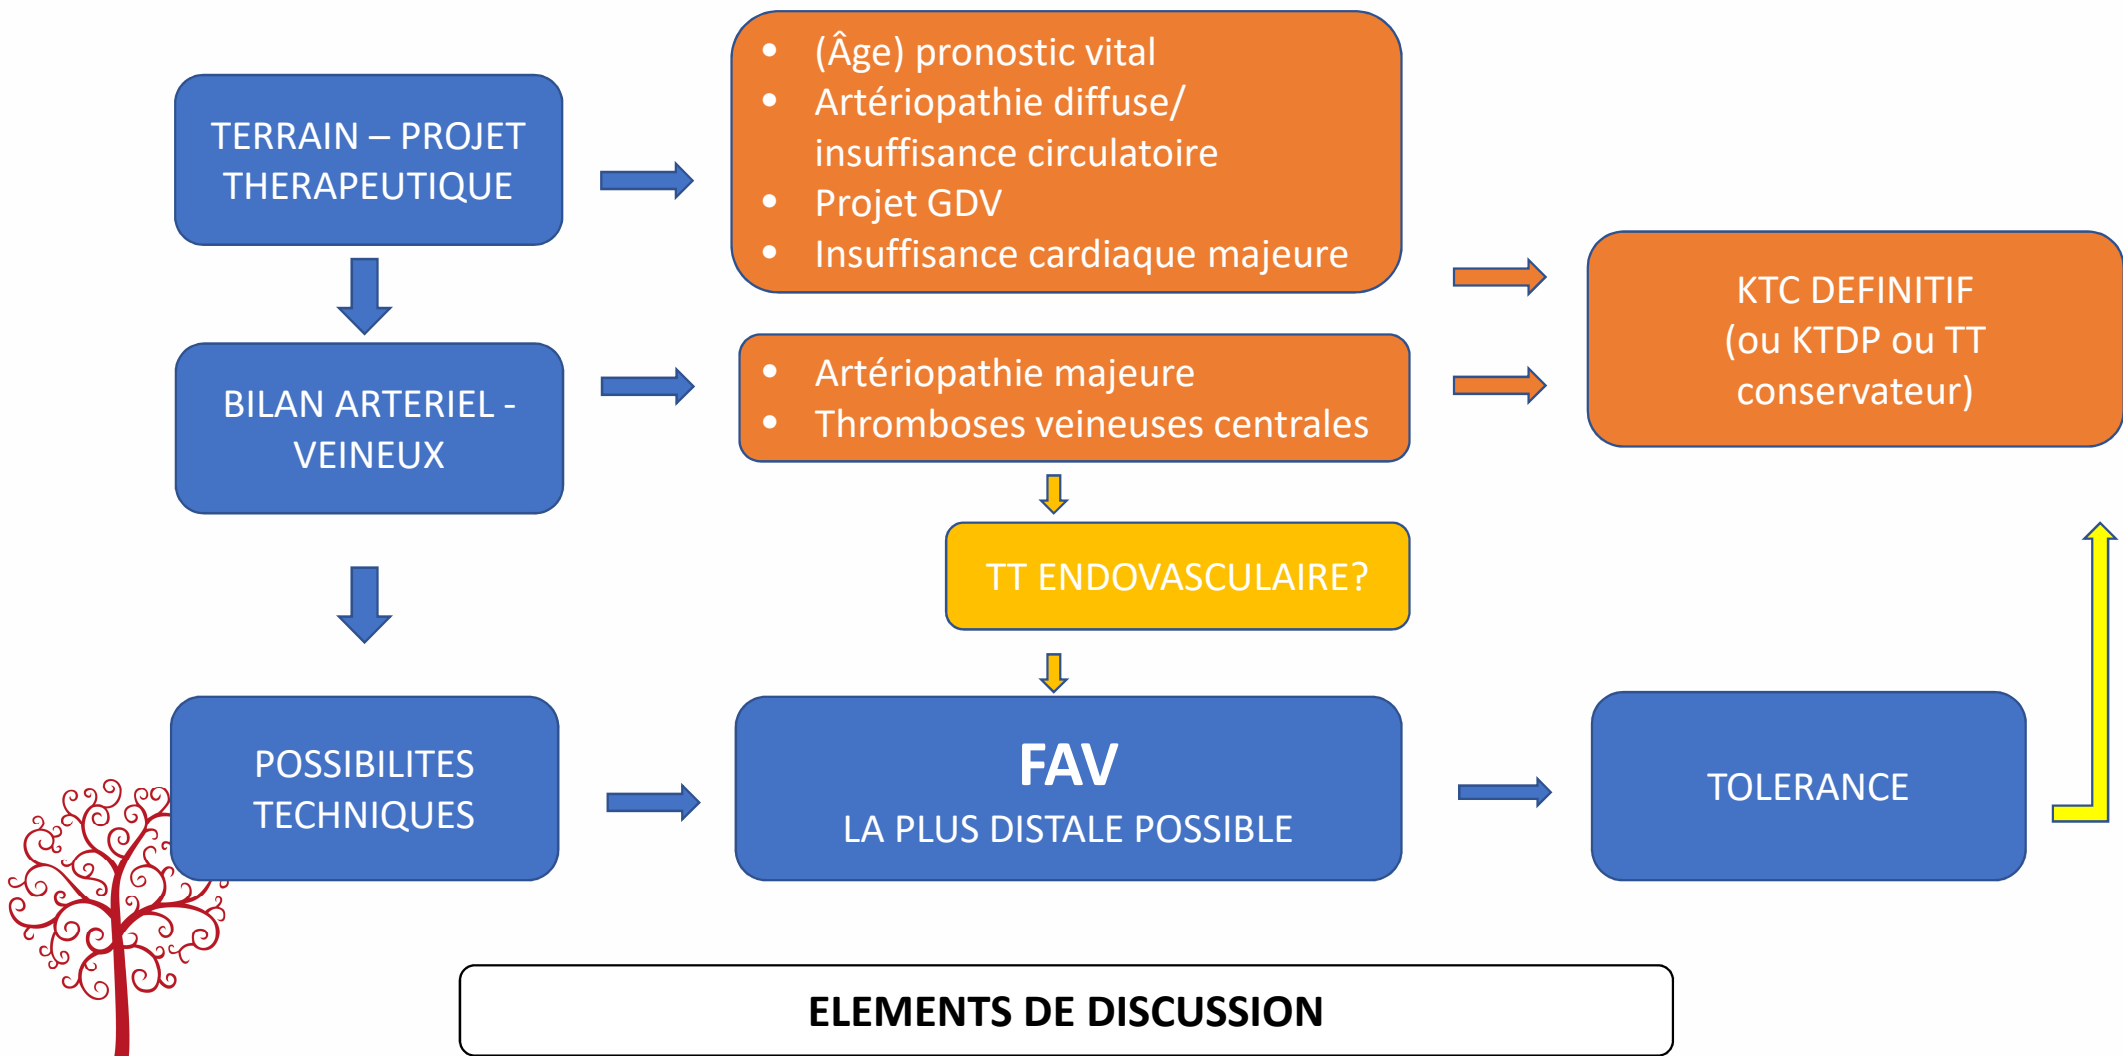 TERRAIN – PROJET
THERAPEUTIQUE
• (Âge) pronostic vital
• Artériopathie diffuse/
insuffisance circulatoire
• Projet GDV
• Insuffisance cardiaque majeure
KTC DEFINITIF
(ou KTDP ou TT
conservateur)
BILAN ARTERIEL -
VEINEUX
• Artériopathie majeure
• Thromboses veineuses centrales
TT ENDOVASCULAIRE?
POSSIBILITES
TECHNIQUES
FAV
LA PLUS DISTALE POSSIBLE
TOLERANCE
ELEMENTS DE DISCUSSION